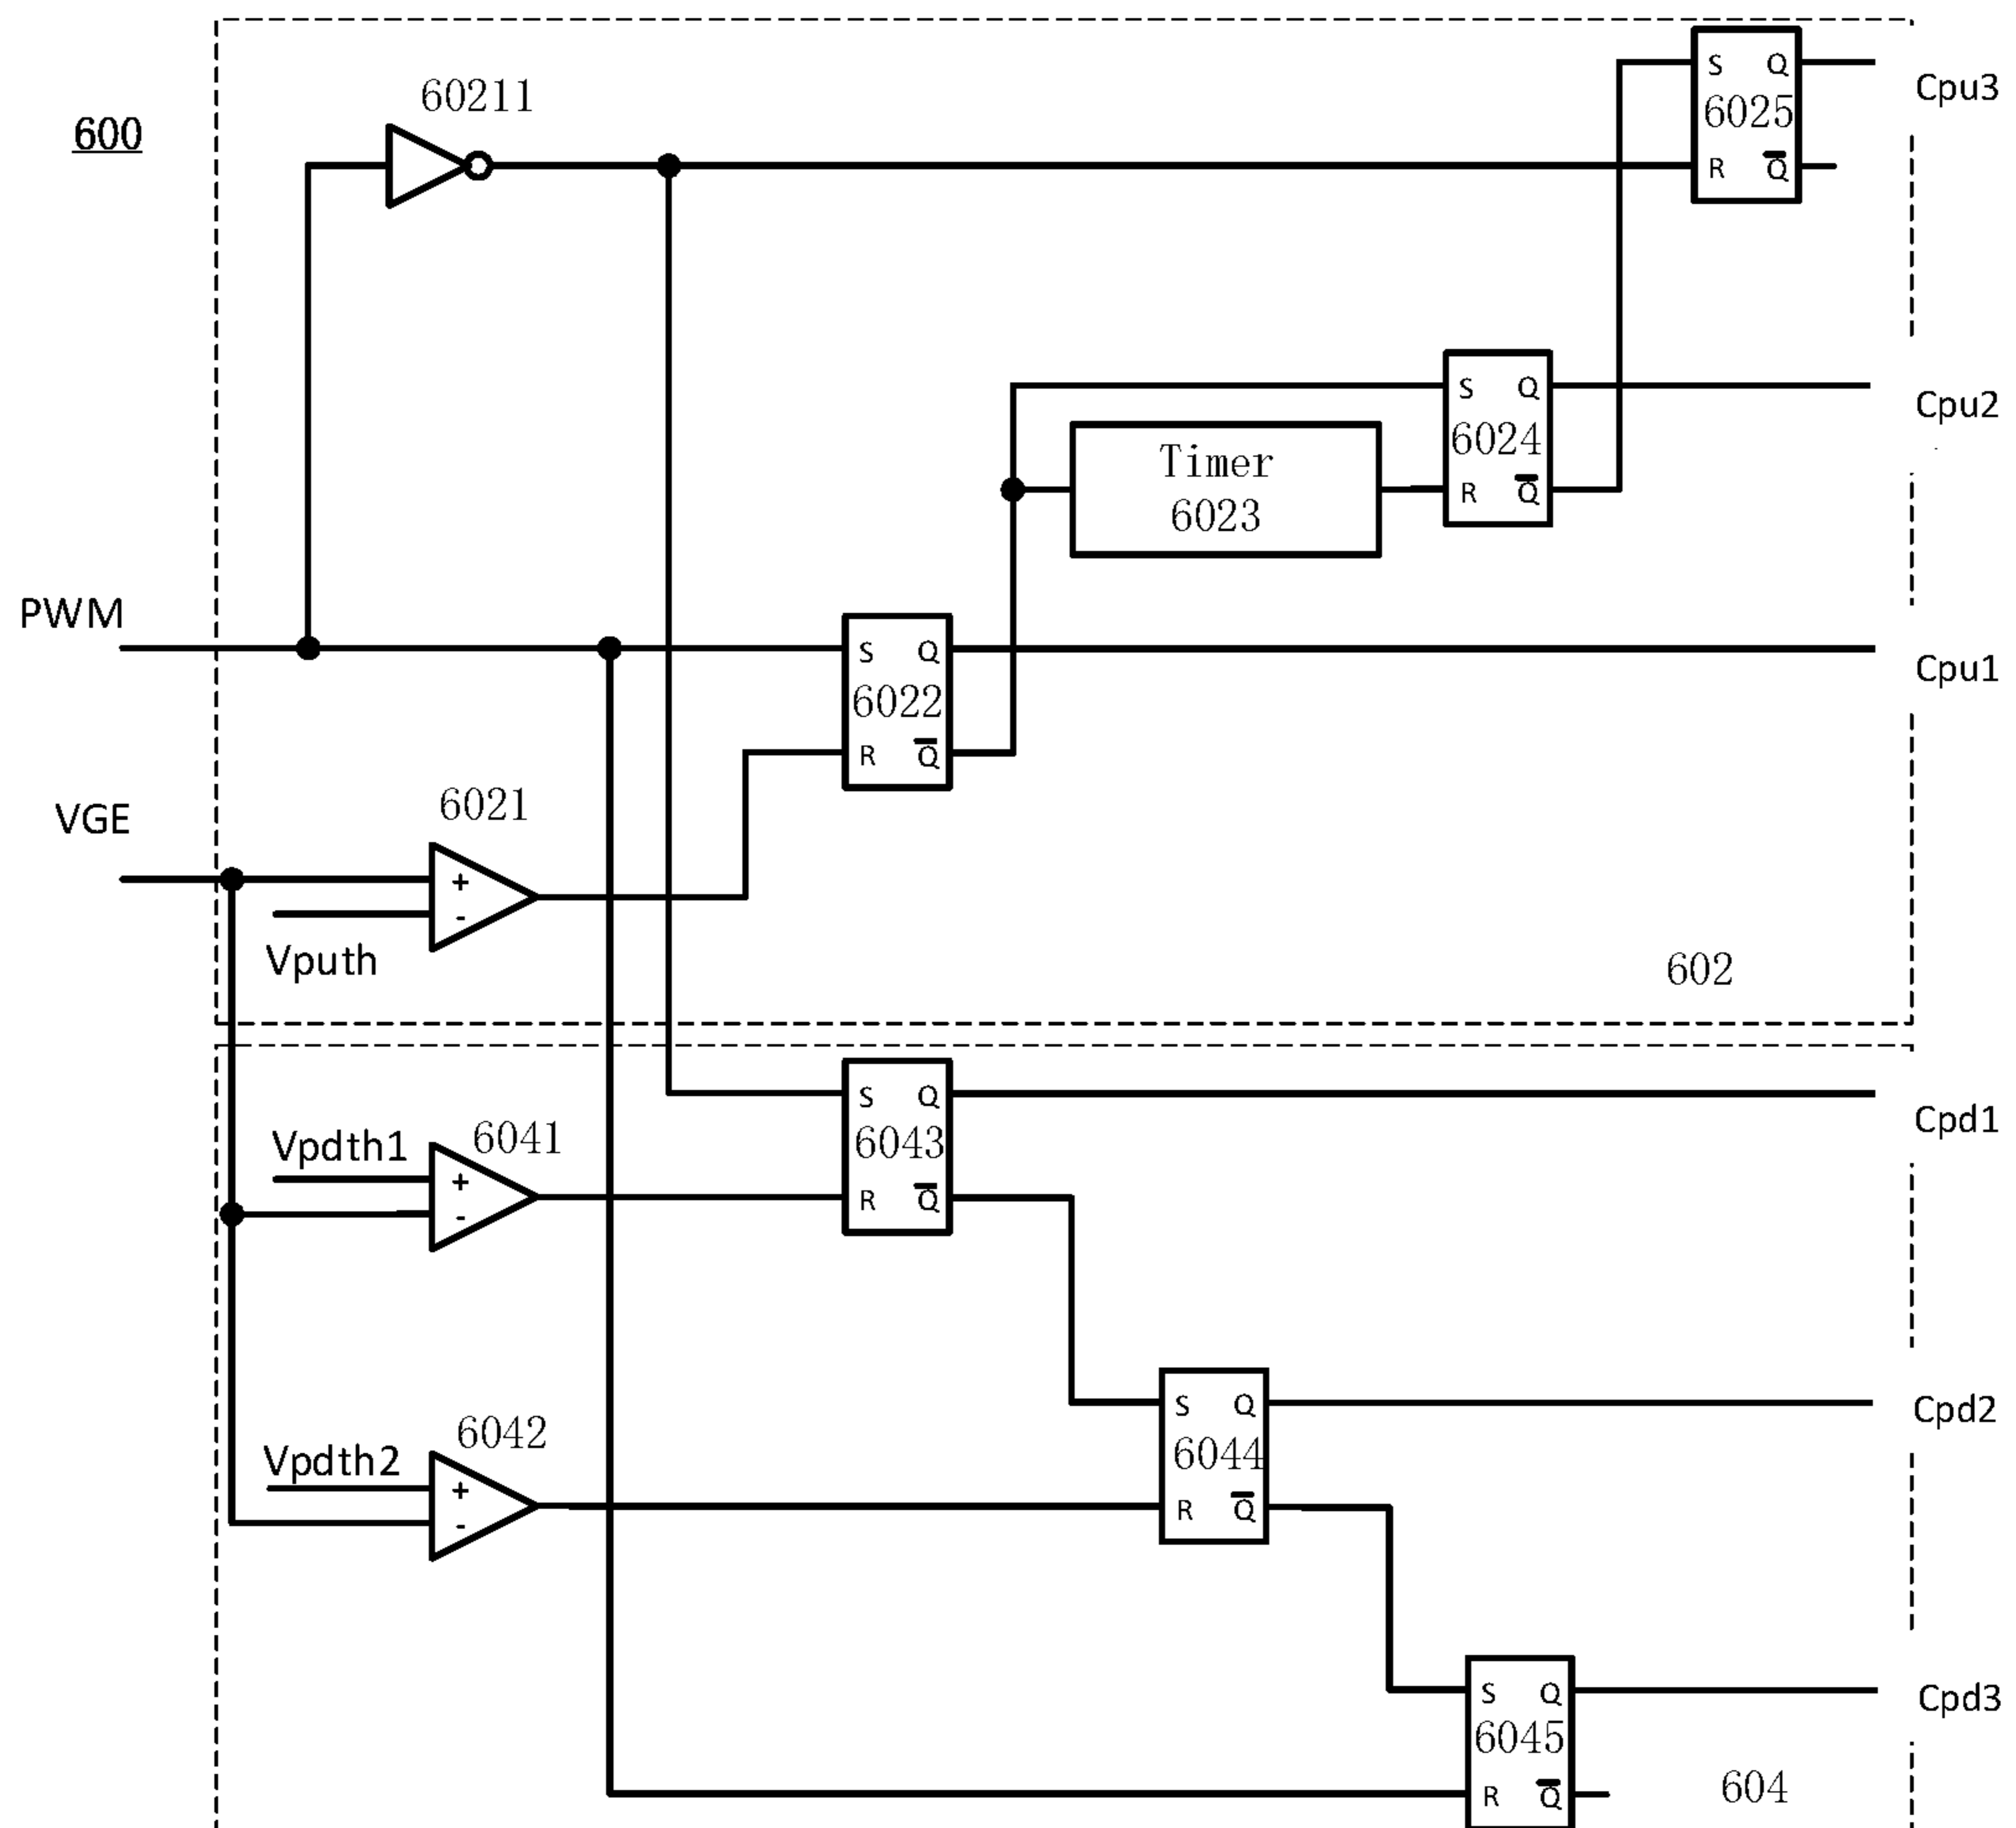 600
60211
S Q
6025
R Q
Cpu3
S Q
6024
R Q
Cpu2
Timer
6023
PWM
S Q
6022
R Q
Cpu1
VGE
6021
+
-
Vputh
602
S Q
6043
R Q
Cpd1
Vpdth1
6041
+
-
S Q
6044
R Q
Cpd2
Vpdth2
6042
+
-
S Q
6045
R Q
Cpd3
604